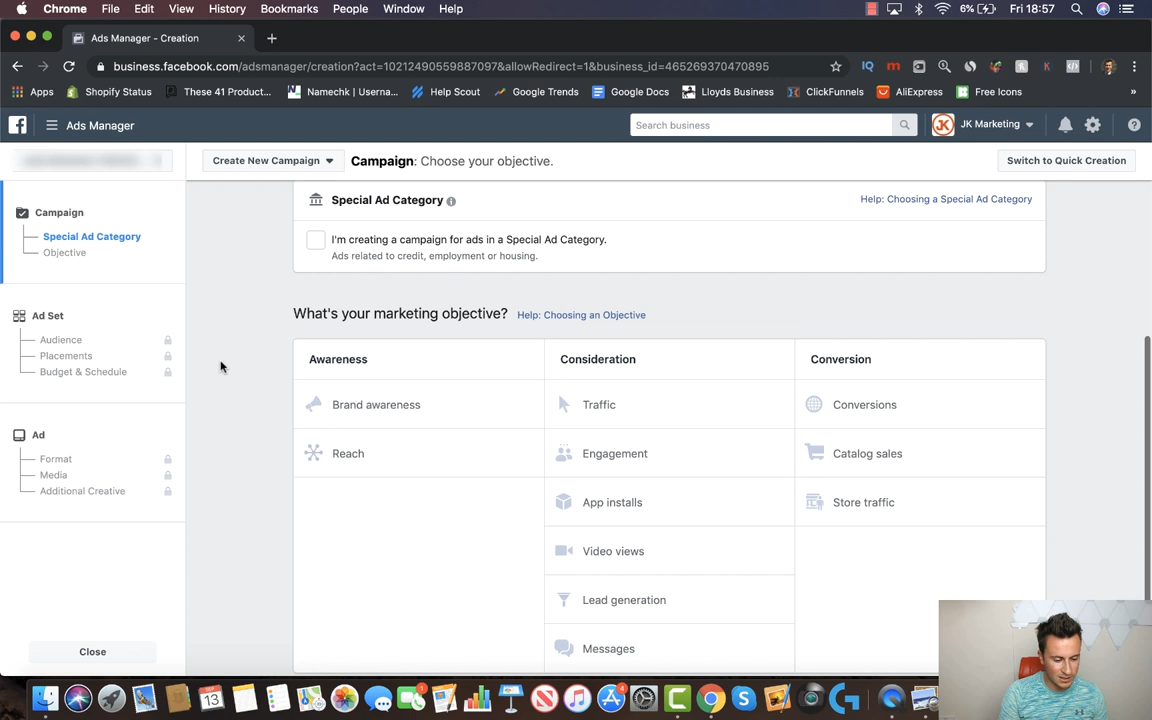 Chrome File Edit View History Bookmarks People Window Help 6% Fri 18:57
Ads Manager - Creation
business.facebook.com/adsmanager/creation?act=10212490559887097&allowRedirect=1&business_id=465269370470895
Apps Shopify Status These 41 Product... Namechk | Userna... Help Scout Google Trends Google Docs Lloyds Business ClickFunnels AliExpress Free Icons »
Ads Manager Search business JK Marketing
Create New Campaign Campaign: Choose your objective. Switch to Quick Creation
Campaign
Special Ad Category
Objective
Ad Set
Audience
Placements
Budget & Schedule
Ad
Format
Media
Additional Creative
Close
Special Ad Category Help: Choosing a Special Ad Category
I'm creating a campaign for ads in a Special Ad Category.
Ads related to credit, employment or housing.
What's your marketing objective? Help: Choosing an Objective
Awareness Consideration Conversion
Brand awareness Traffic Conversions
Reach Engagement Catalog sales
App installs Store traffic
Video views
Lead generation
Messages